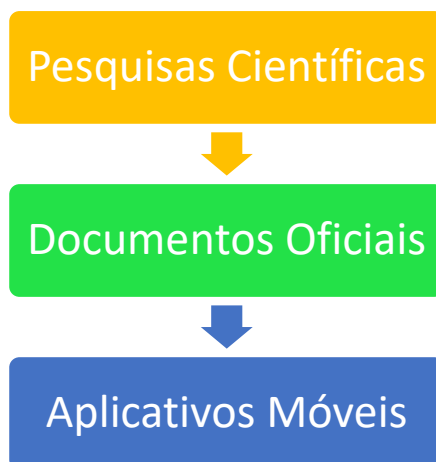 Pesquisas Científicas
Documentos Oficiais
Aplicativos Móveis